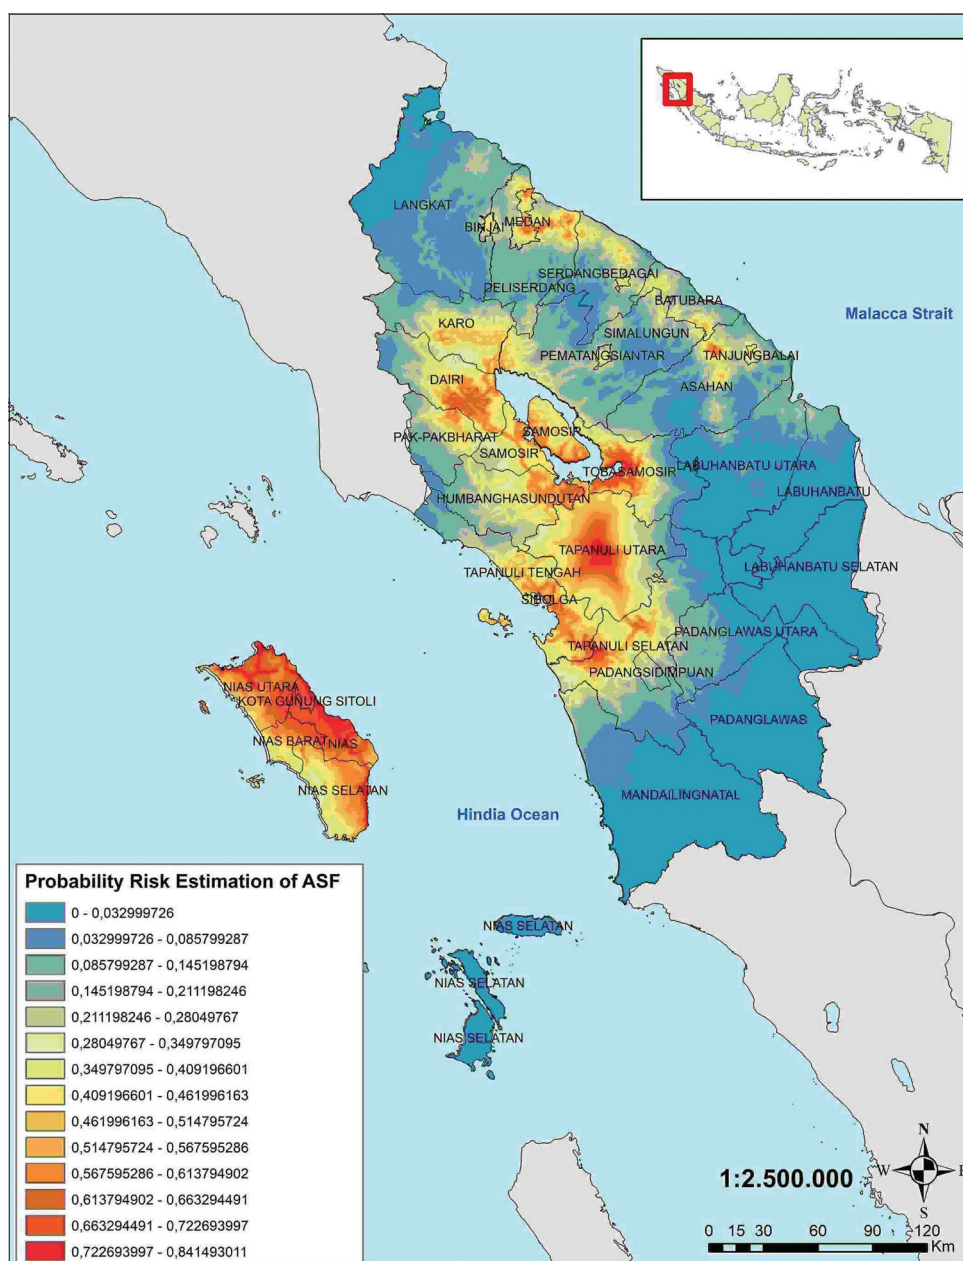 LANGKAT
BINJAI
MEDAN
SERDANGBEDAGAI
DELISERDANG
BATUBARA
Malacca Strait
KARO
SIMALUNGUN
PEMATANGSIANTAR
TANJUNGBALAI
DAIRI
ASAHAN
SAMOSIR
PAK-PAKBHARAT
SAMOSIR
TOBASAMOSIR
LABUHANBATU UTARA
HUMBANGHASUNDUTAN
LABUHANBATU
TAPANULI UTARA
TAPANULI TENGAH
LABUHANBATU SELATAN
SIBOLGA
PADANGLAWAS UTARA
TAPANULI SELATAN
PADANGSIDIMPUAN
NIAS UTARA
KOTA GUNUNG SITOLI
PADANGLAWAS
NIAS BARAT
NIAS
NIAS SELATAN
MANDAILINGNATAL
Hindia Ocean
NIAS SELATAN
NIAS SELATAN
NIAS SELATAN
Probability Risk Estimation of ASF
0 - 0,032999726
0,032999726 - 0,085799287
0,085799287 - 0,145198794
0,145198794 - 0,211198246
0,211198246 - 0,28049767
0,28049767 - 0,349797095
0,349797095 - 0,409196601
0,409196601 - 0,461996163
0,461996163 - 0,514795724
0,514795724 - 0,567595286
0,567595286 - 0,613794902
0,613794902 - 0,663294491
0,663294491 - 0,722693997
0,722693997 - 0,841493011
N
W
E
S
1:2.500.000
0 15 30 60 90 120
Km